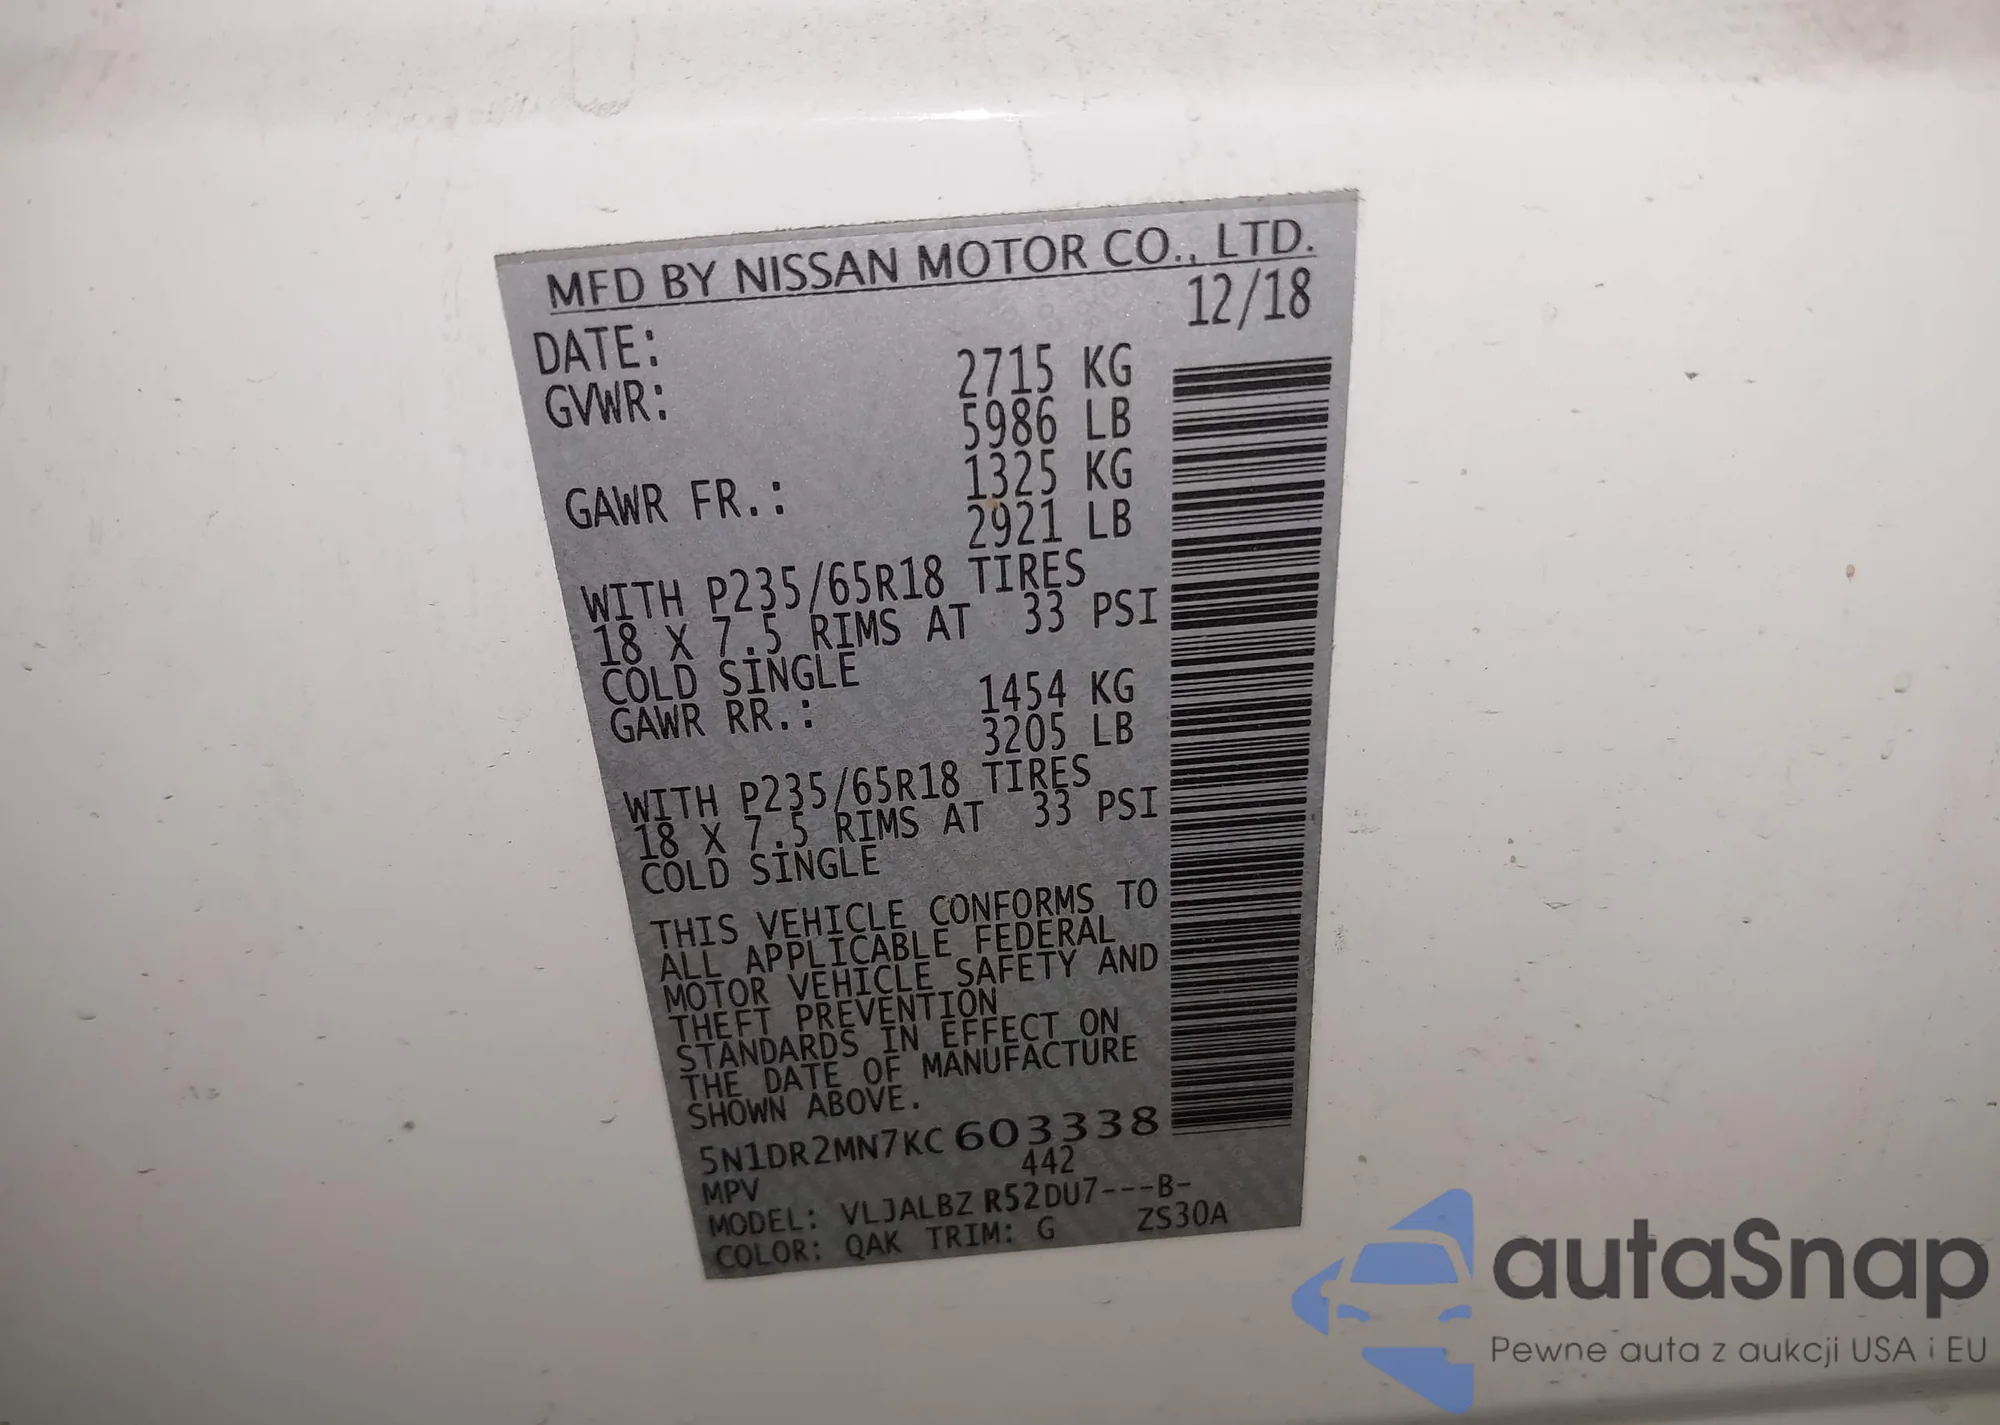 MFD BY NISSAN MOTOR CO., LTD.
DATE: 12/18
GVWR: 2715 KG
5986 LB
GAWR FR.: 1325 KG
2921 LB
WITH P235/65R18 TIRES
18 X 7.5 RIMS AT 33 PSI
COLD SINGLE
GAWR RR.: 1454 KG
3205 LB
WITH P235/65R18 TIRES
18 X 7.5 RIMS AT 33 PSI
COLD SINGLE
THIS VEHICLE CONFORMS TO
ALL APPLICABLE FEDERAL
MOTOR VEHICLE SAFETY AND
THEFT PREVENTION
STANDARDS IN EFFECT ON
THE DATE OF MANUFACTURE
SHOWN ABOVE.
5N1DR2MN7KC603338
MPV 442
MODEL: VLJALBZ R52DU7---B-
COLOR: QAK TRIM: G ZS30A
autaSnap
Pewne auta z aukcji USA i EU